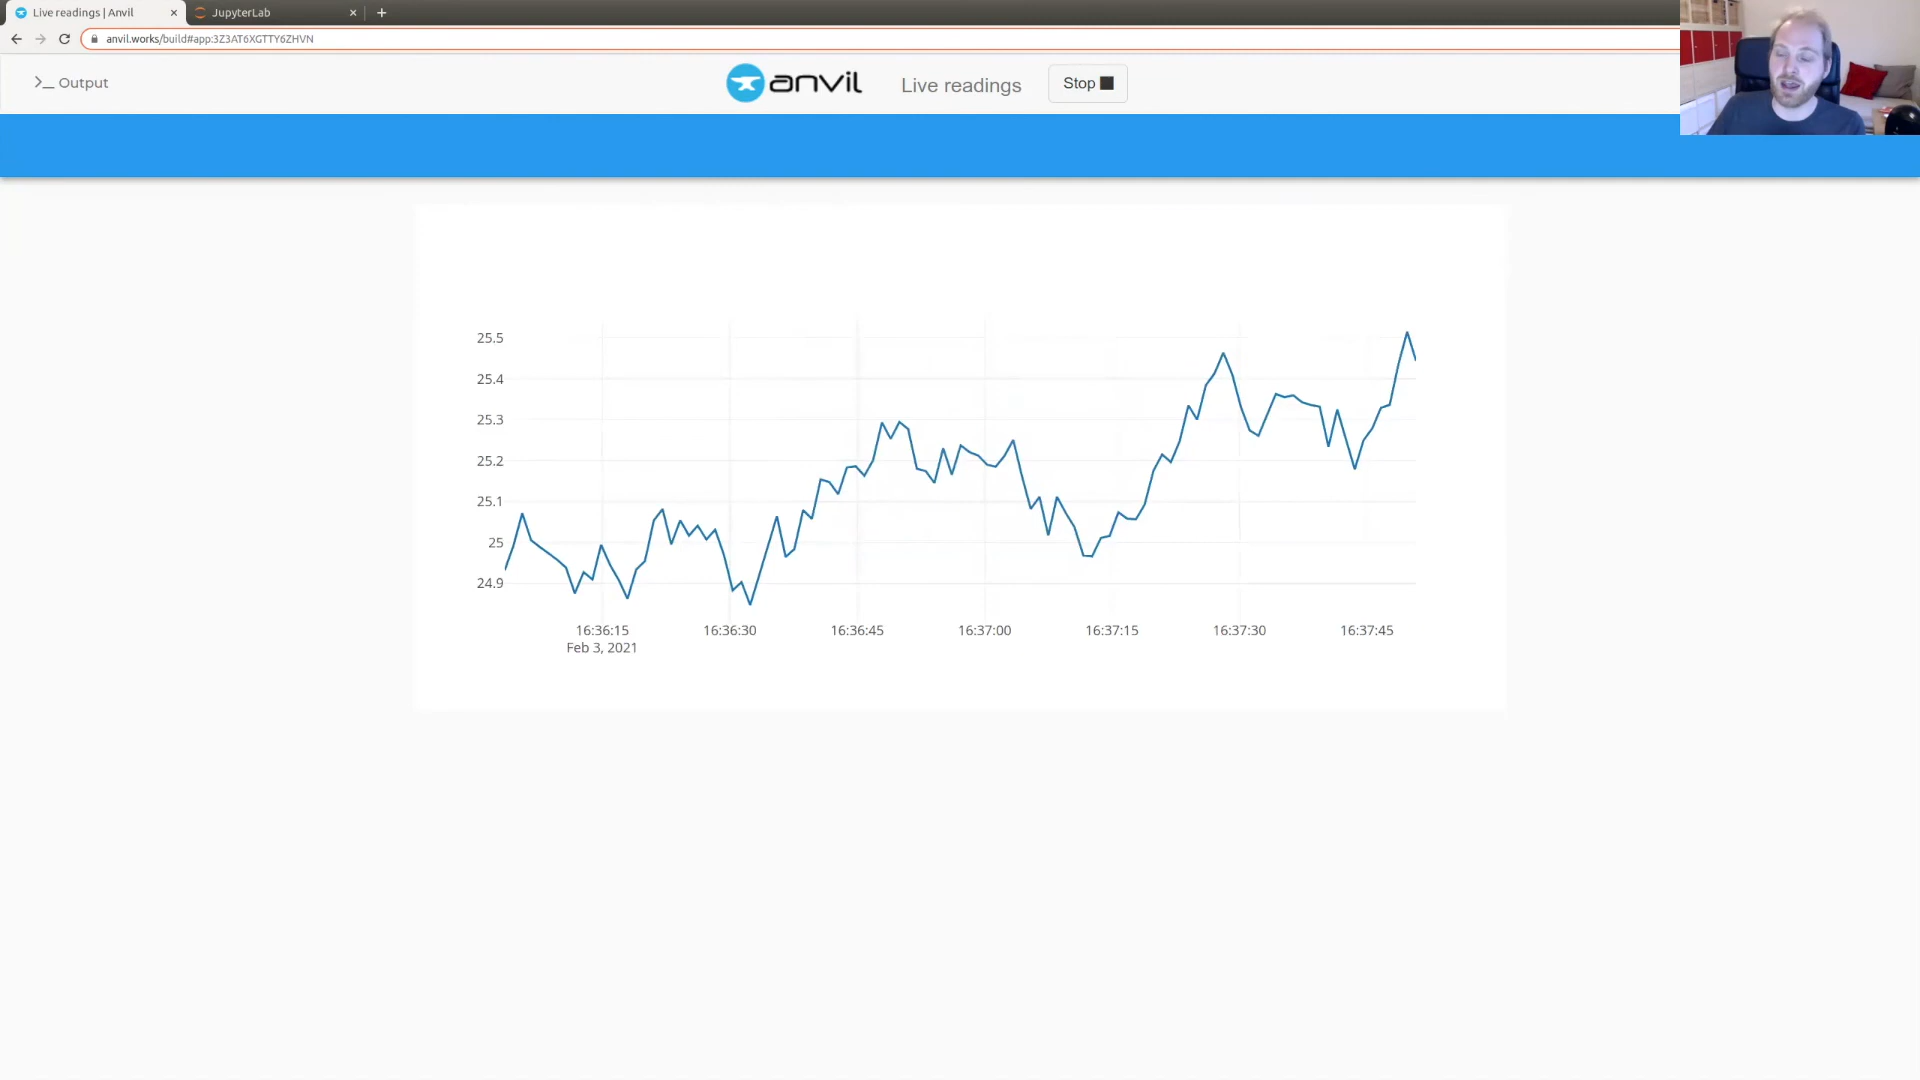 Live readings | Anvil
JupyterLab
anvil.works/build#app:3Z3AT6XGTTY6ZHVN
>_ Output
anvil
Live readings
Stop
25.5
25.4
25.3
25.2
25.1
25
24.9
16:36:15
16:36:30
16:36:45
16:37:00
16:37:15
16:37:30
16:37:45
Feb 3, 2021